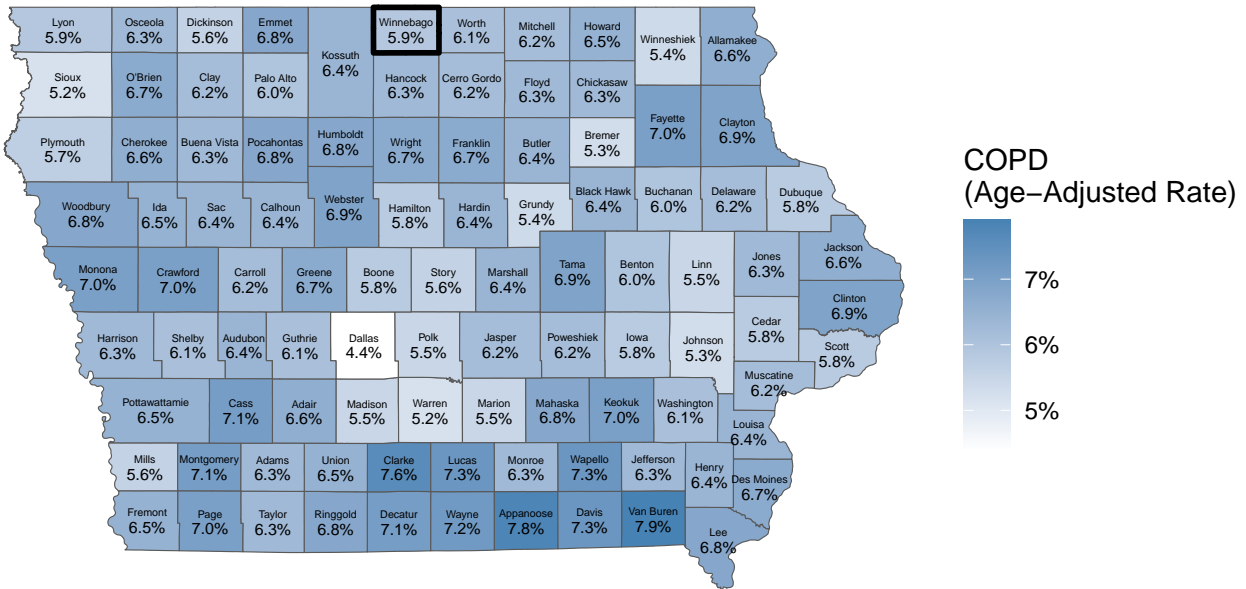 Lyon
5.9%
Osceola
6.3%
Dickinson
5.6%
Emmet
6.8%
Kossuth
6.4%
Winnebago
5.9%
Worth
6.1%
Mitchell
6.2%
Howard
6.5%
Winneshiek
5.4%
Allamakee
6.6%
Sioux
5.2%
O'Brien
6.7%
Clay
6.2%
Palo Alto
6.0%
Hancock
6.3%
Cerro Gordo
6.2%
Floyd
6.3%
Chickasaw
6.3%
Fayette
7.0%
Clayton
6.9%
Plymouth
5.7%
Cherokee
6.6%
Buena Vista
6.3%
Pocahontas
6.8%
Humboldt
6.8%
Wright
6.7%
Franklin
6.7%
Butler
6.4%
Bremer
5.3%
Woodbury
6.8%
Ida
6.5%
Sac
6.4%
Calhoun
6.4%
Webster
6.9%
Hamilton
5.8%
Hardin
6.4%
Grundy
5.4%
Black Hawk
6.4%
Buchanan
6.0%
Delaware
6.2%
Dubuque
5.8%
Monona
7.0%
Crawford
7.0%
Carroll
6.2%
Greene
6.7%
Boone
5.8%
Story
5.6%
Marshall
6.4%
Tama
6.9%
Benton
6.0%
Linn
5.5%
Jones
6.3%
Jackson
6.6%
Clinton
6.9%
Harrison
6.3%
Shelby
6.1%
Audubon
6.4%
Guthrie
6.1%
Dallas
4.4%
Polk
5.5%
Jasper
6.2%
Poweshiek
6.2%
Iowa
5.8%
Johnson
5.3%
Cedar
5.8%
Scott
5.8%
Muscatine
6.2%
Pottawattamie
6.5%
Cass
7.1%
Adair
6.6%
Madison
5.5%
Warren
5.2%
Marion
5.5%
Mahaska
6.8%
Keokuk
7.0%
Washington
6.1%
Louisa
6.4%
Mills
5.6%
Montgomery
7.1%
Adams
6.3%
Union
6.5%
Clarke
7.6%
Lucas
7.3%
Monroe
6.3%
Wapello
7.3%
Jefferson
6.3%
Henry
6.4%
Des Moines
6.7%
Fremont
6.5%
Page
7.0%
Taylor
6.3%
Ringgold
6.8%
Decatur
7.1%
Wayne
7.2%
Appanoose
7.8%
Davis
7.3%
Van Buren
7.9%
Lee
6.8%
COPD
(Age−Adjusted Rate)
7%
6%
5%